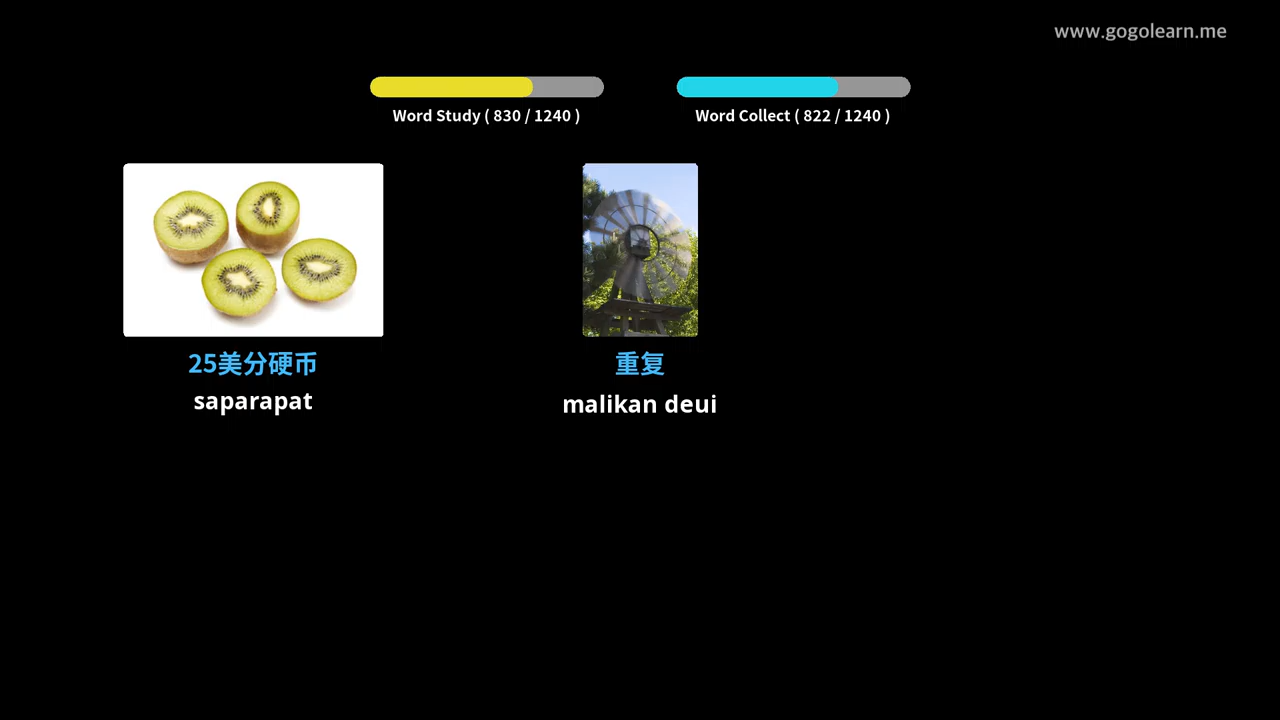 www.gogolearn.me
Word Study ( 830 / 1240 )
Word Collect ( 822 / 1240 )
25美分硬币
saparapat
重复
malikan deui